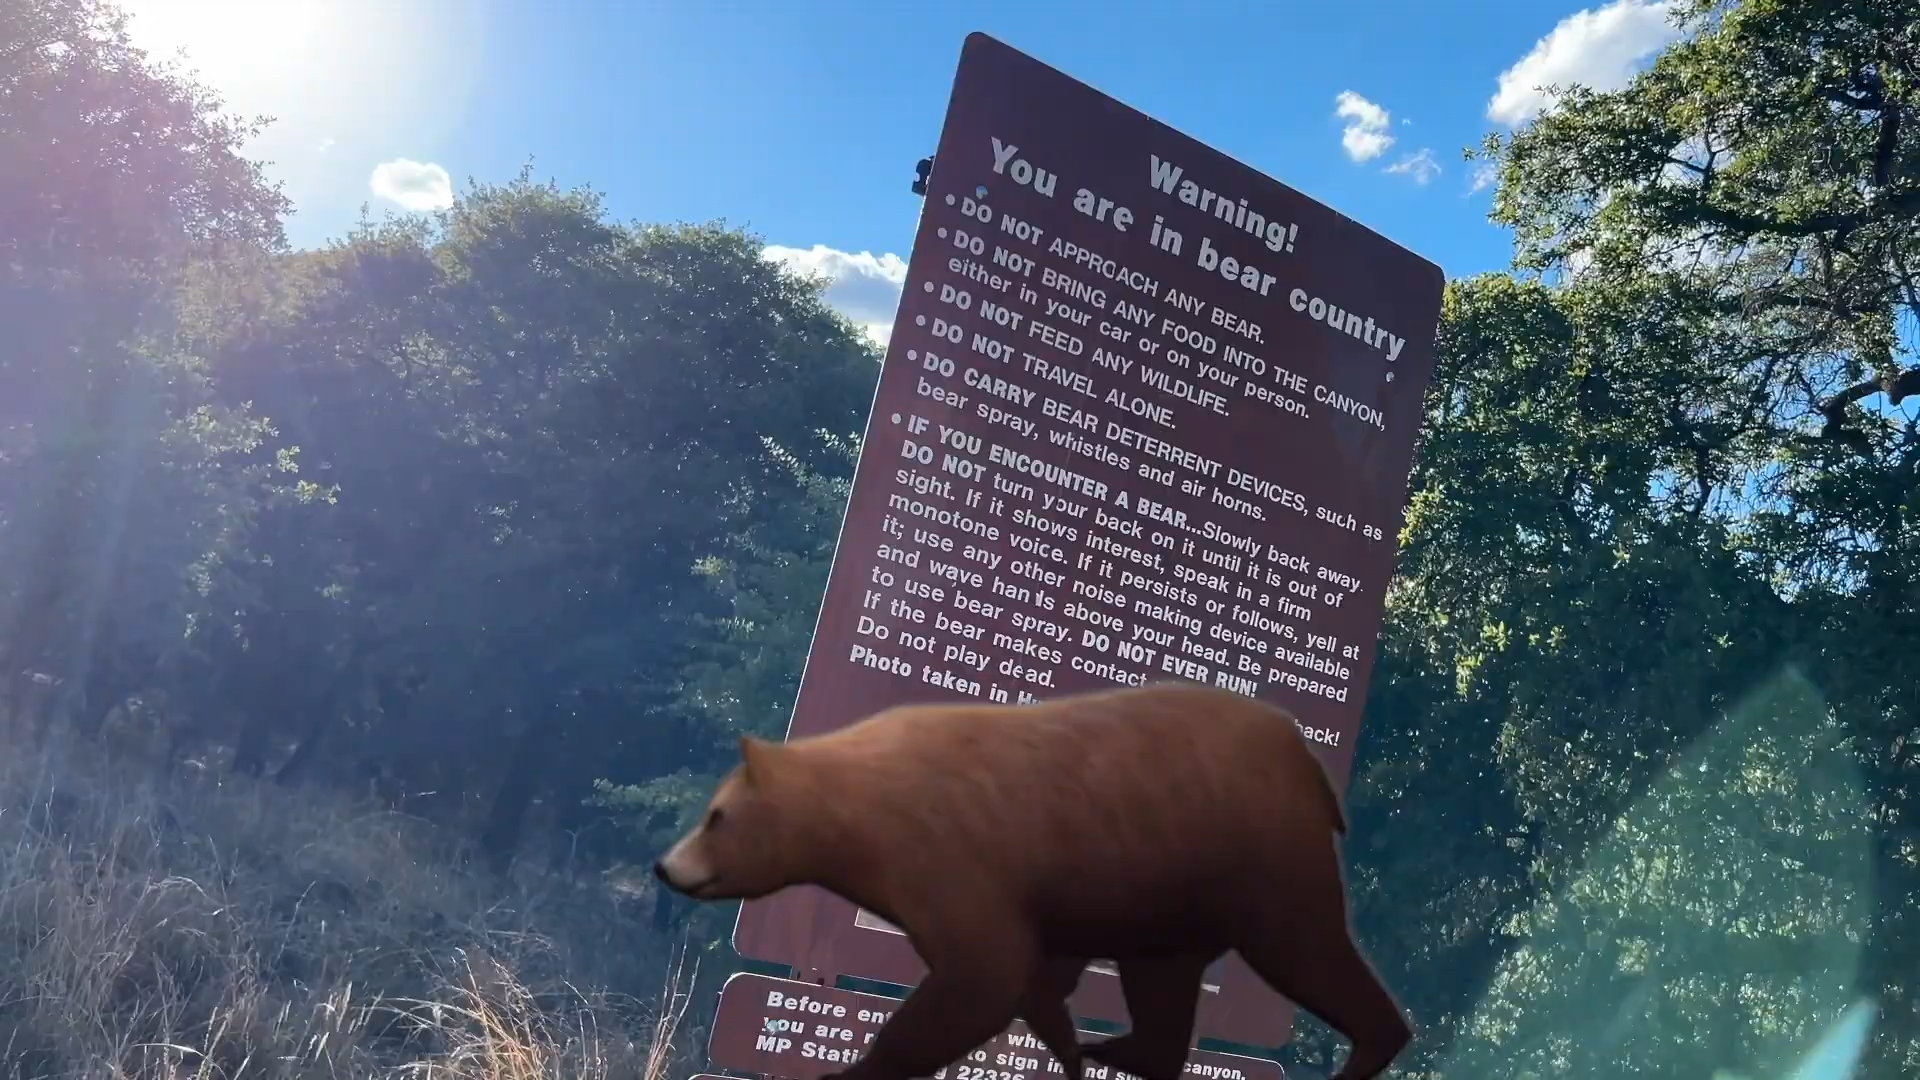 Warning!
You are in bear country
• DO NOT APPROACH ANY BEAR.
• DO NOT BRING ANY FOOD INTO THE CANYON,
either in your car or on your person.
• DO NOT FEED ANY WILDLIFE.
• DO NOT TRAVEL ALONE.
• DO CARRY BEAR DETERRENT DEVICES, such as
bear spray, whistles and air horns.
• IF YOU ENCOUNTER A BEAR...Slowly back away.
DO NOT turn your back on it until it is out of
sight. If it shows interest, speak in a firm
monotone voice. If it persists or follows, yell at
it; use any other noise making device available
and wave hands above your head. Be prepared
to use bear spray. DO NOT EVER RUN!
If the bear makes contact
Do not play dead. back!
Photo taken in
Before
you are
MP to sign in canyon.
22336